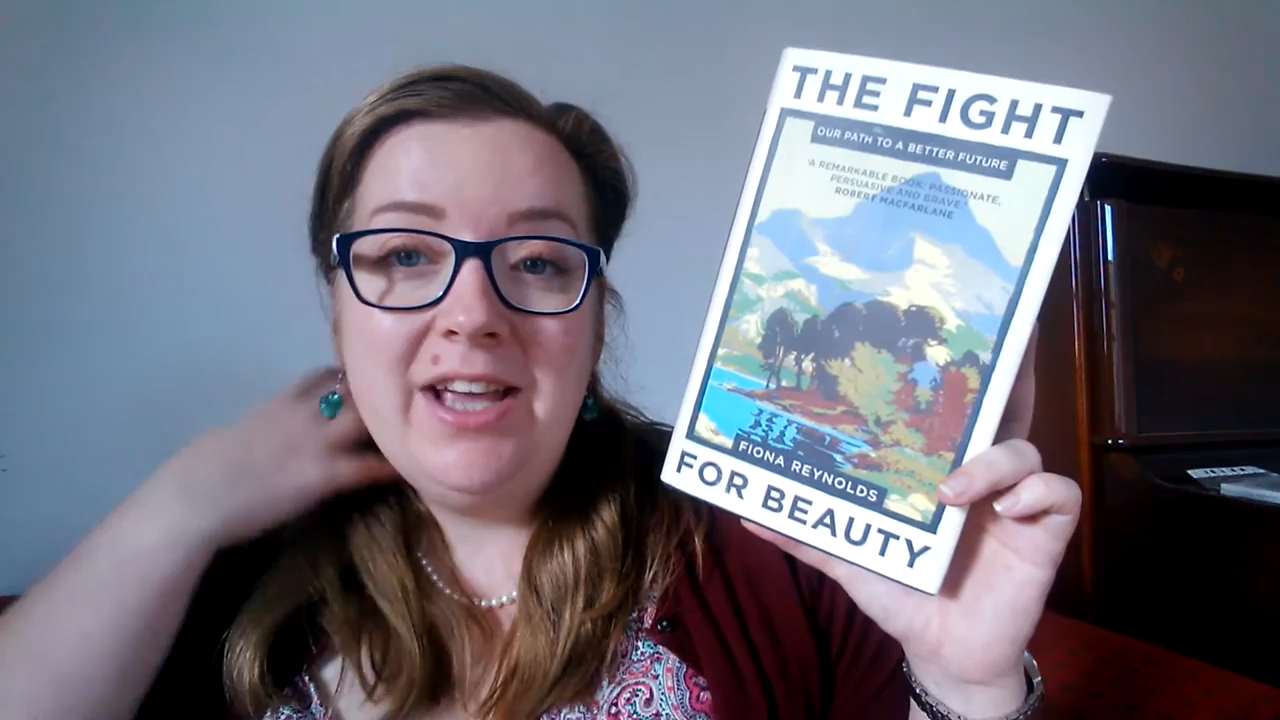 THE FIGHT
OUR PATH TO A BETTER FUTURE
'A REMARKABLE BOOK: PASSIONATE,
PERSUASIVE AND BRAVE.'
ROBERT MACFARLANE
FIONA REYNOLDS
FOR BEAUTY